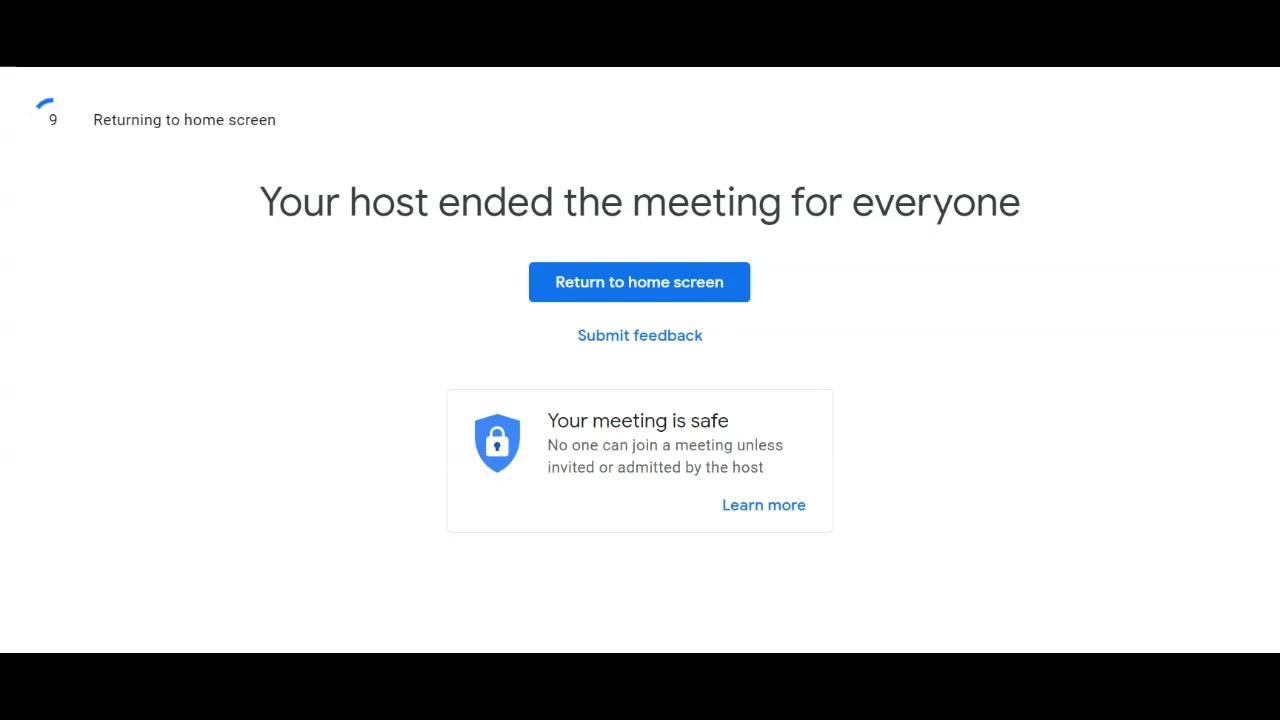 9 Returning to home screen
Your host ended the meeting for everyone
Return to home screen
Submit feedback
Your meeting is safe
No one can join a meeting unless
invited or admitted by the host
Learn more